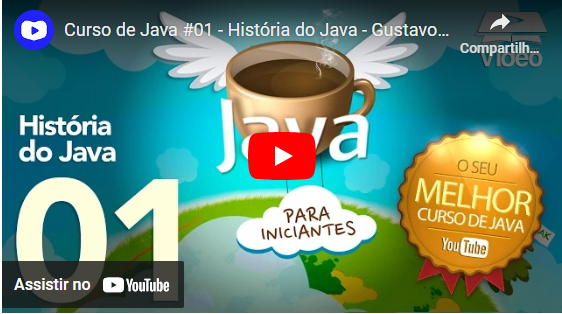 Curso de Java #01 - História do Java - Gustavo...
Compartilh...
Vídeo
História
do Java
01
Java
PARA
INICIANTES
O SEU
MELHOR
CURSO DE JAVA
YouTube
Assistir no YouTube